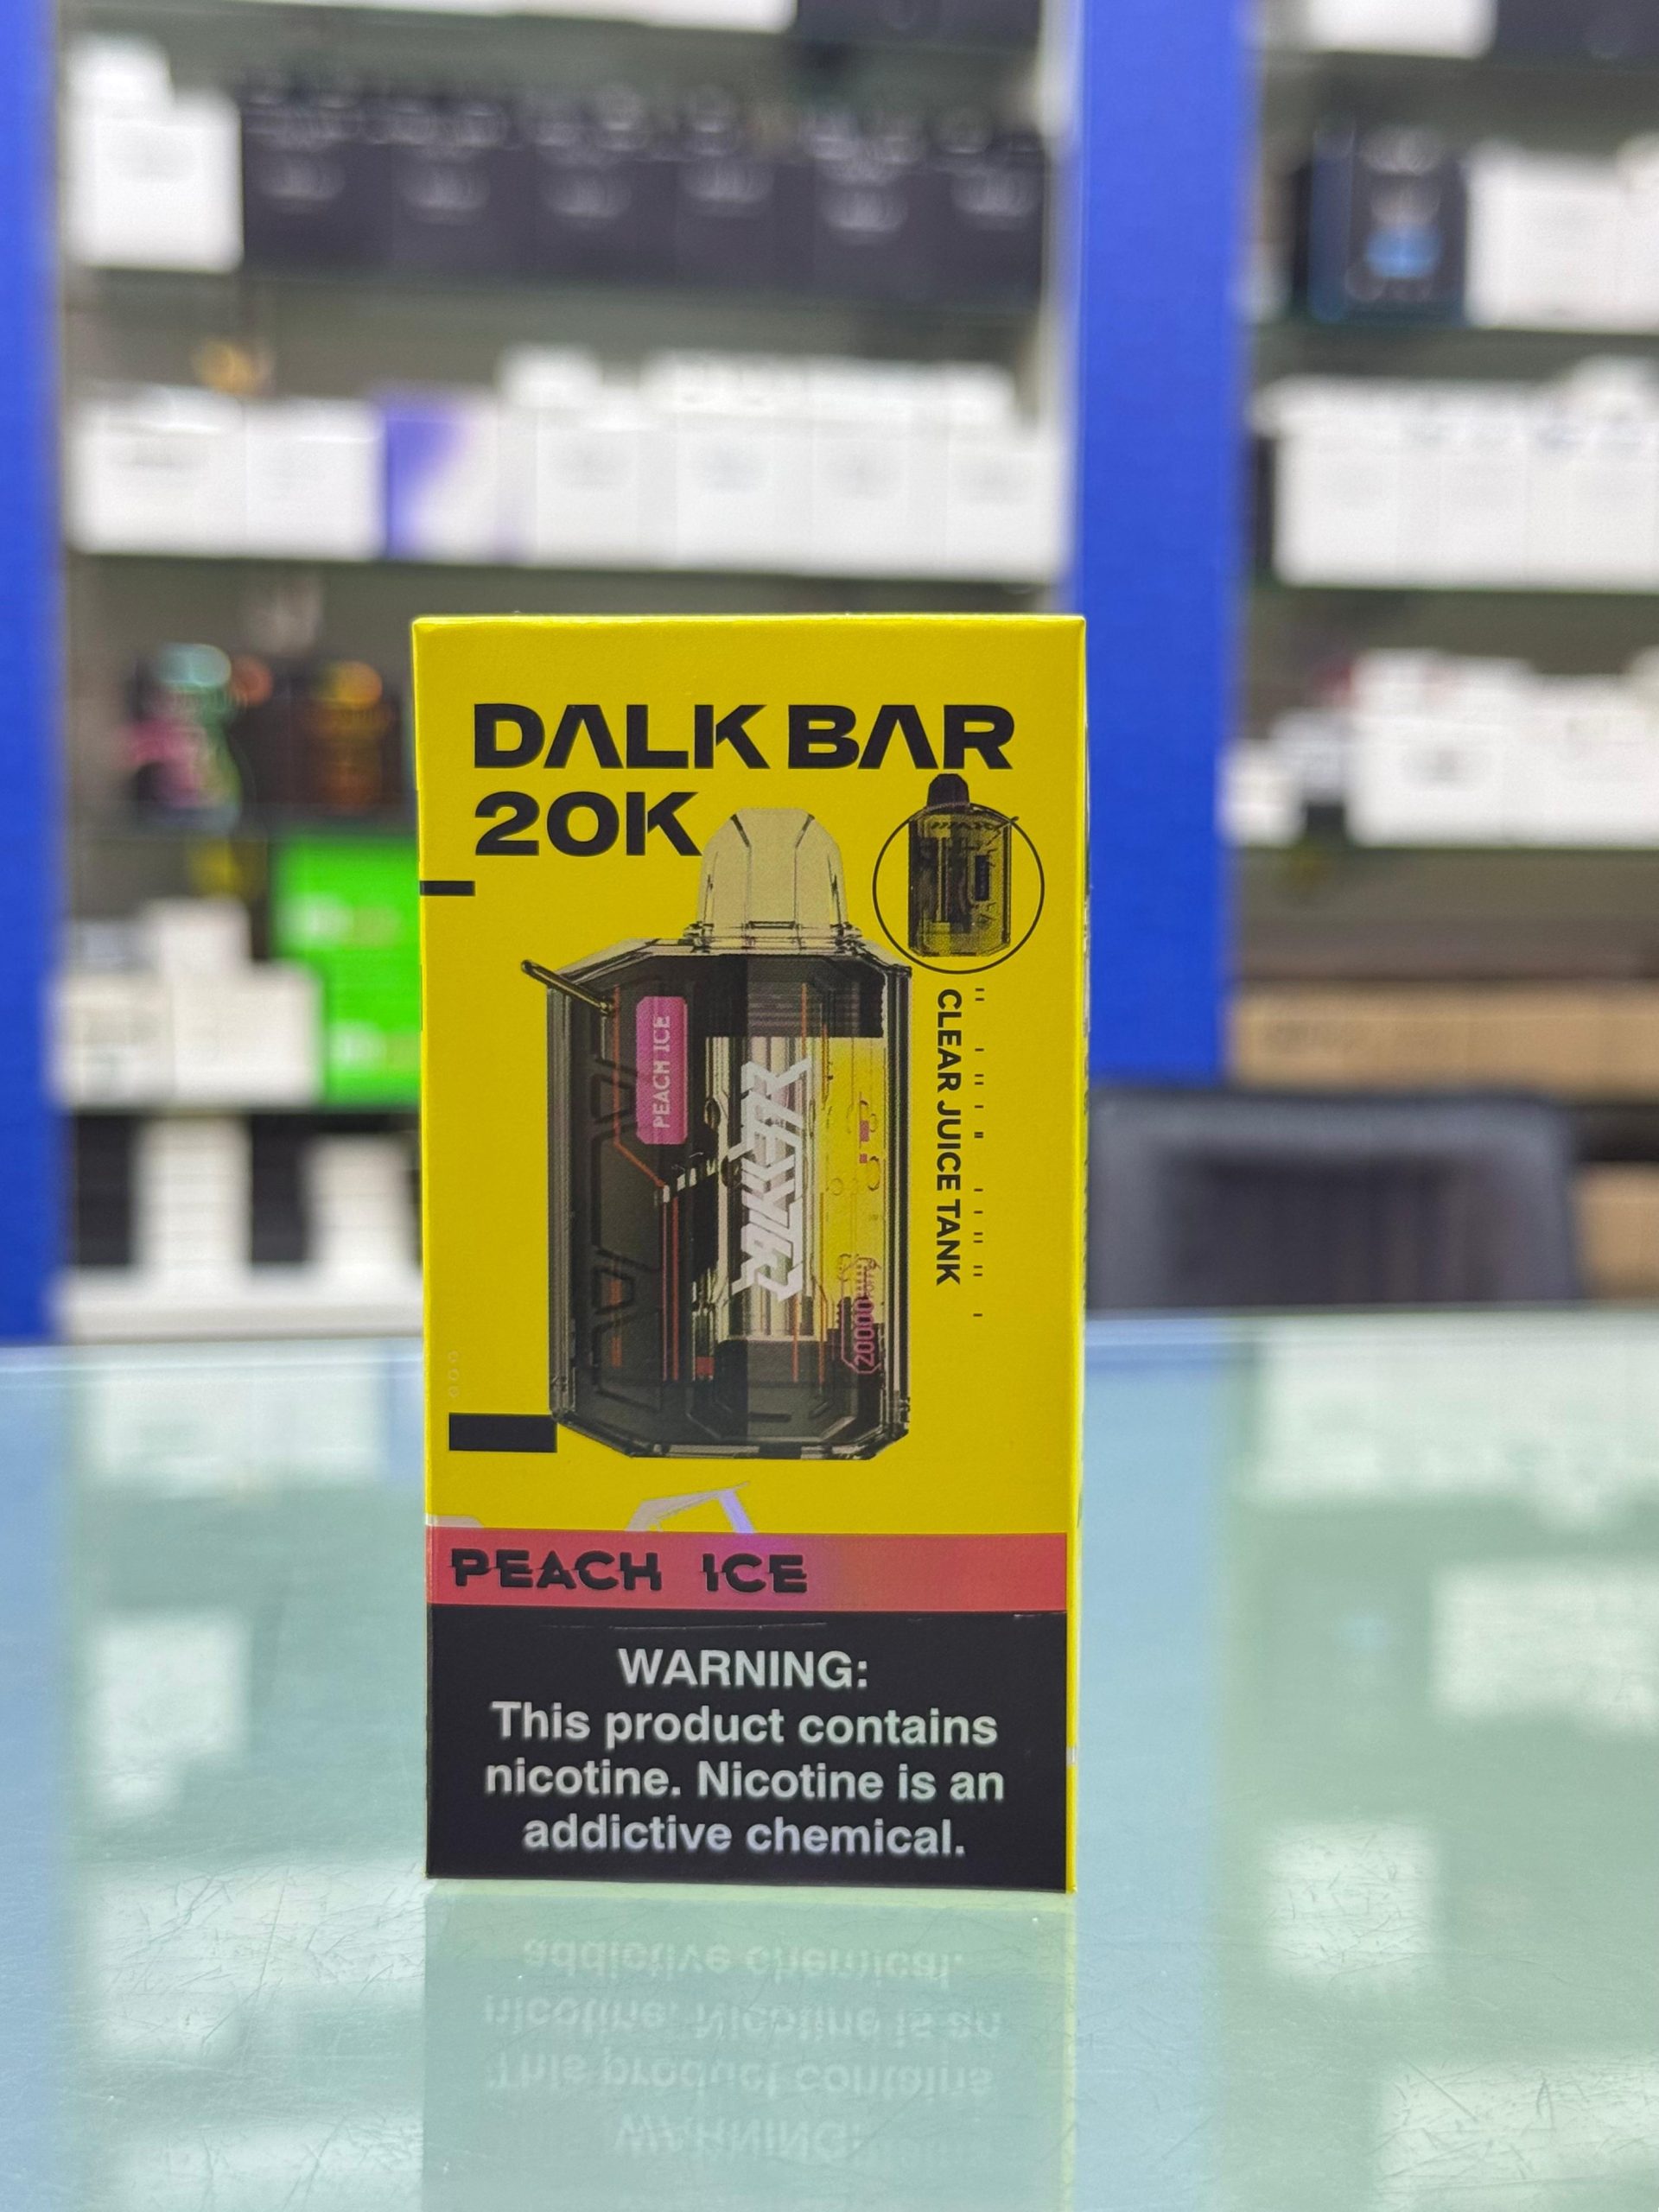 DALK BAR
20K
PEACH ICE
CLEAR JUICE TANK
PEACH ICE
WARNING:
This product contains
nicotine. Nicotine is an
addictive chemical.